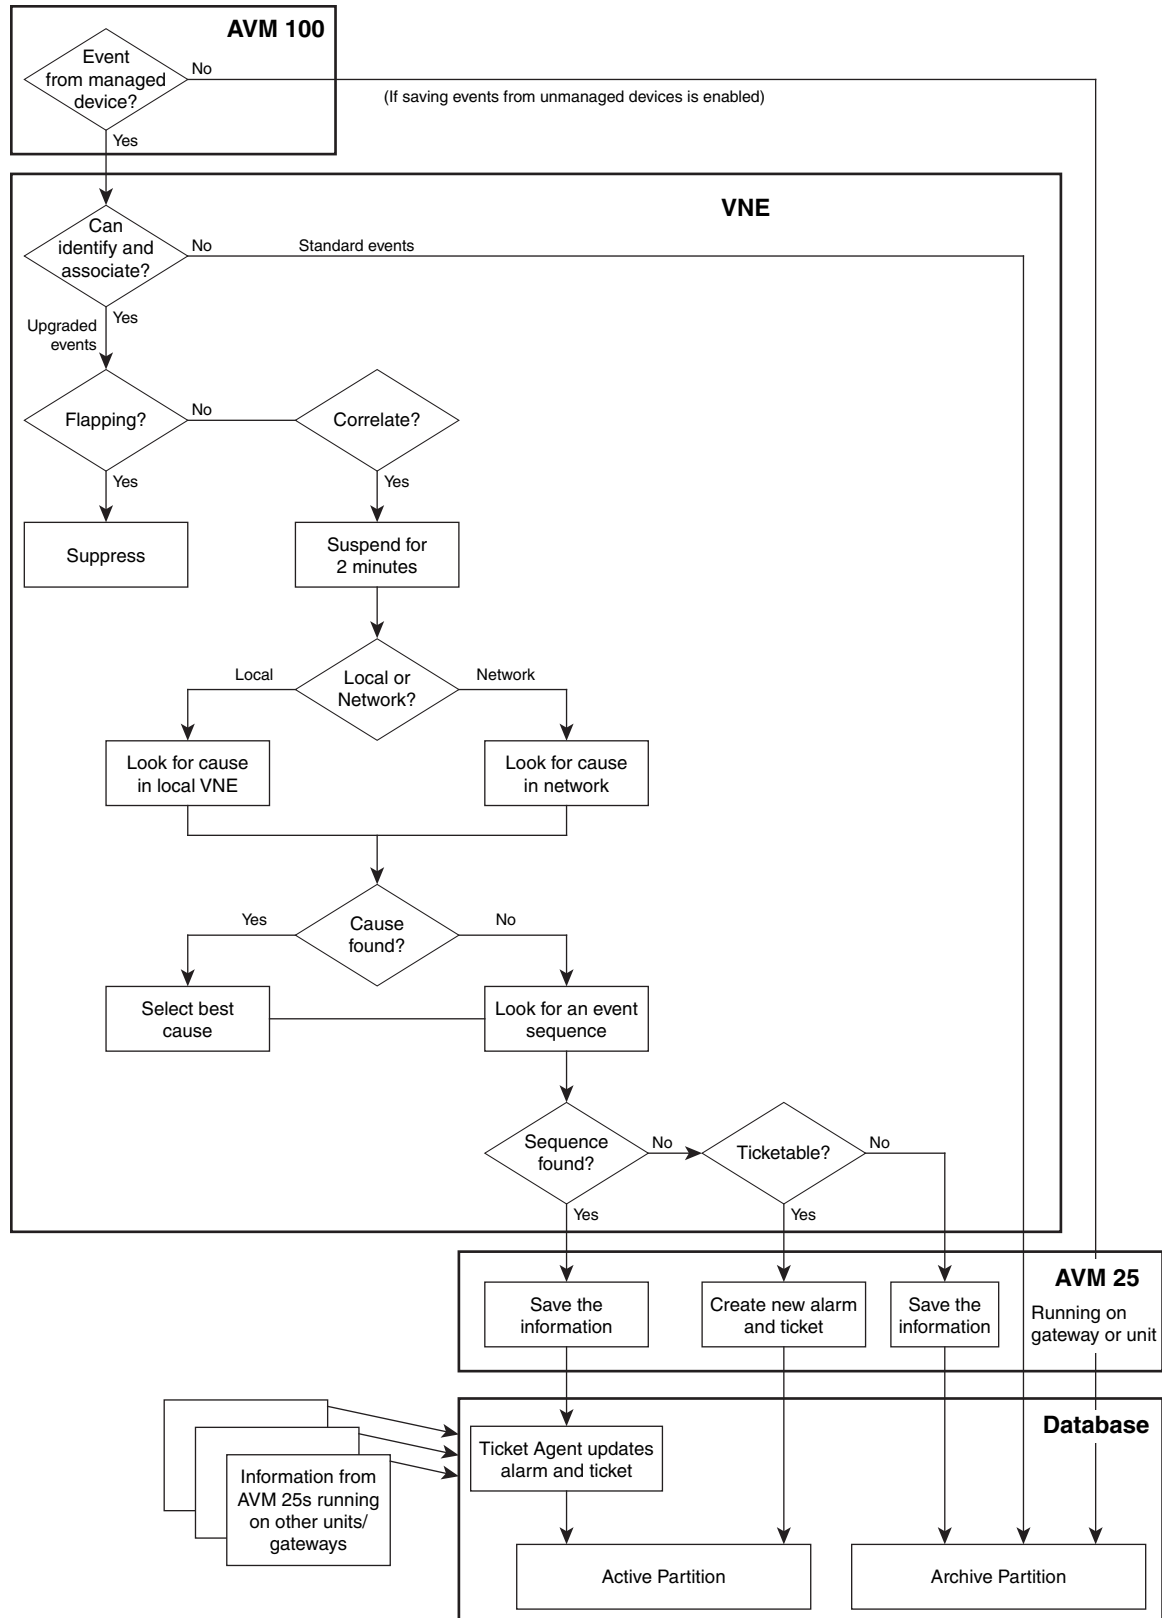 AVM 100
Event
from managed
device?
No
(If saving events from unmanaged devices is enabled)
Yes
VNE
Can
identify and
associate?
No
Standard events
Yes
Upgraded
events
Flapping?
No
Correlate?
Yes
Yes
Suppress
Suspend for
2 minutes
Local
Local or
Network?
Network
Look for cause
in local VNE
Look for cause
in network
Yes
Cause
found?
No
Select best
cause
Look for an event
sequence
Sequence
found?
No
Ticketable?
No
Yes
Yes
AVM 25
Running on
gateway or unit
Save the
information
Create new alarm
and ticket
Save the
information
Database
Ticket Agent updates
alarm and ticket
Information from
AVM 25s running
on other units/
gateways
Active Partition
Archive Partition